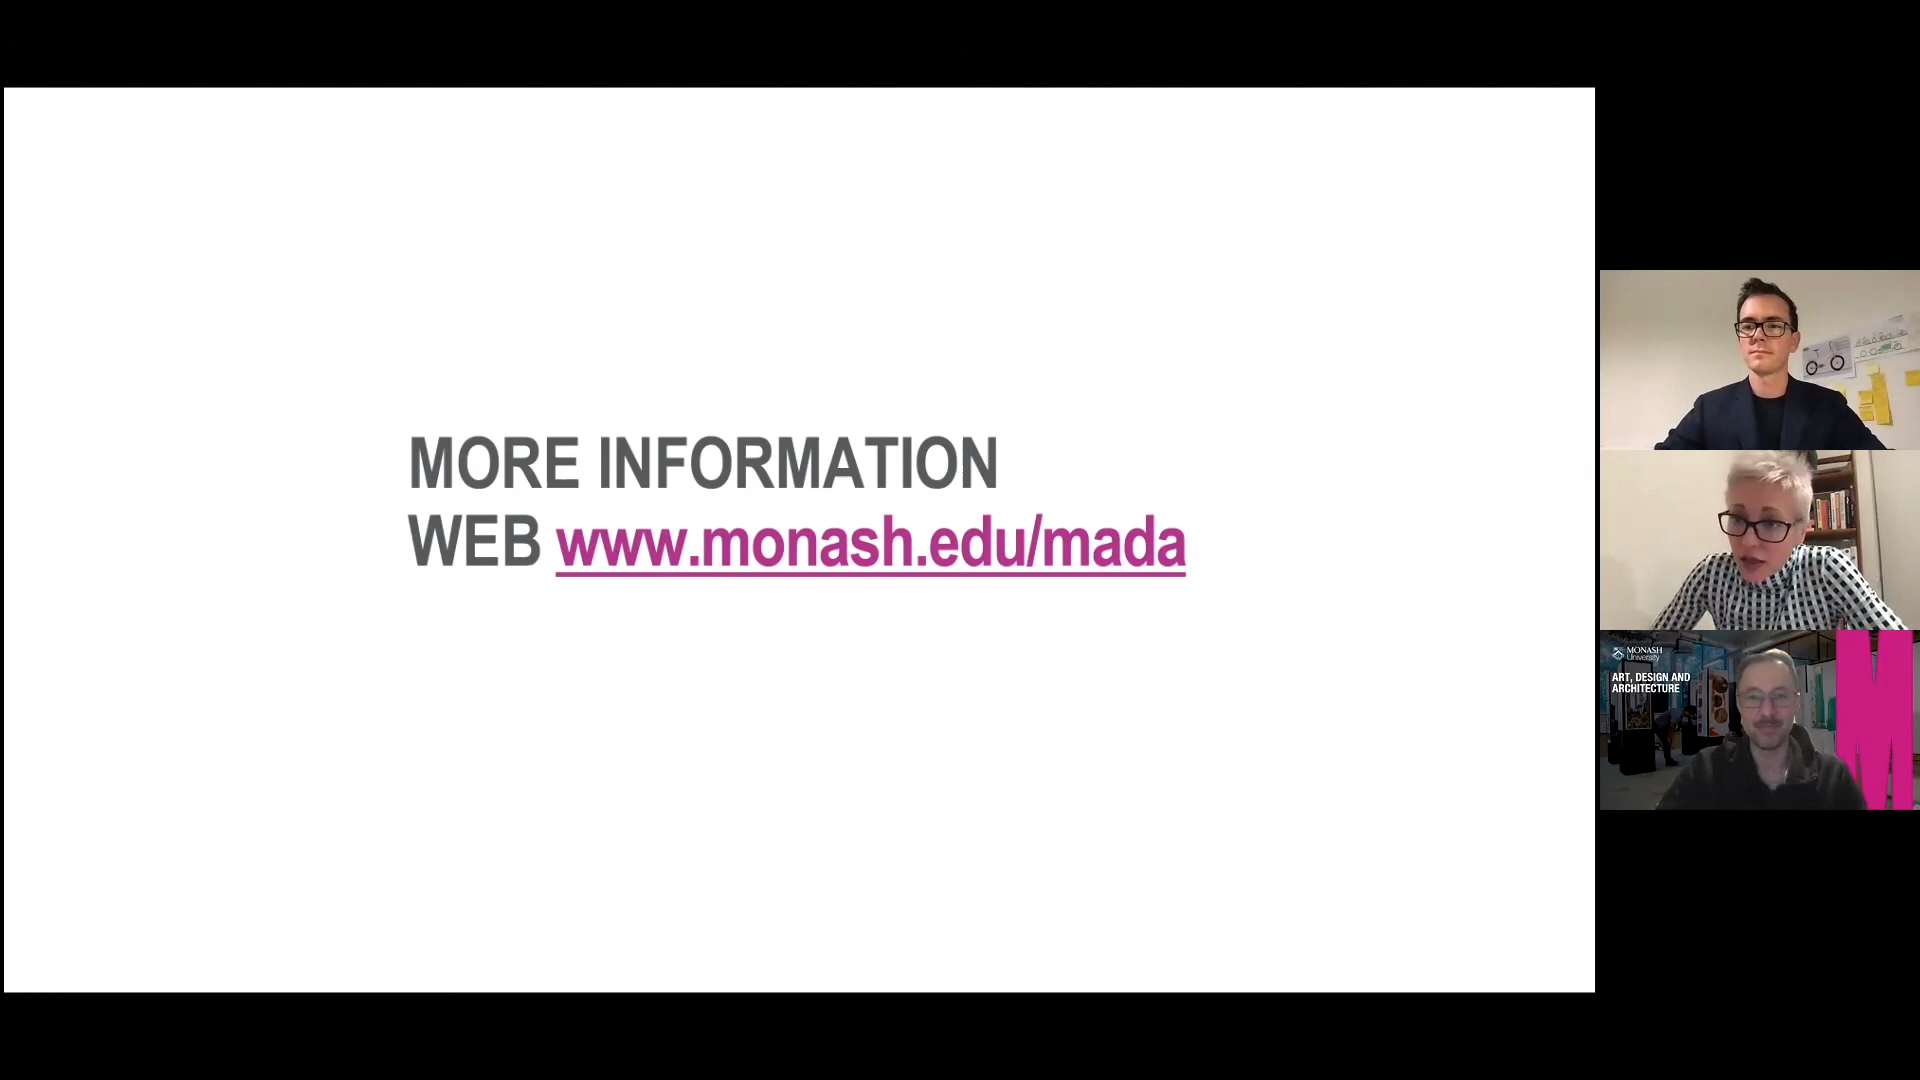 MORE INFORMATION
WEB www.monash.edu/mada
MONASH
University
ART, DESIGN AND
ARCHITECTURE